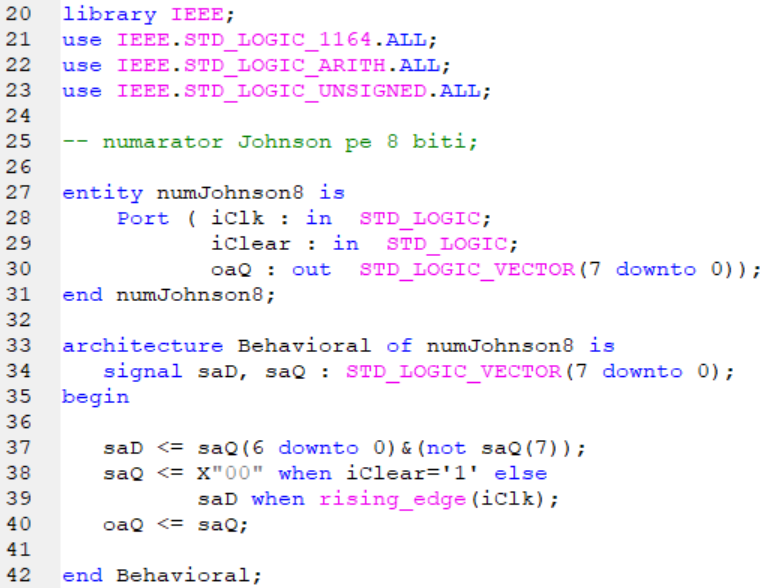 20 library IEEE;
21 use IEEE.STD_LOGIC_1164.ALL;
22 use IEEE.STD_LOGIC_ARITH.ALL;
23 use IEEE.STD_LOGIC_UNSIGNED.ALL;
24
25 -- numarator Johnson pe 8 biti;
26
27 entity numJohnson8 is
28     Port ( iClk : in  STD_LOGIC;
29            iClear : in  STD_LOGIC;
30            oaQ : out  STD_LOGIC_VECTOR(7 downto 0));
31 end numJohnson8;
32
33 architecture Behavioral of numJohnson8 is
34    signal saD, saQ : STD_LOGIC_VECTOR(7 downto 0);
35 begin
36
37    saD <= saQ(6 downto 0)&(not saQ(7));
38    saQ <= X"00" when iClear='1' else
39           saD when rising_edge(iClk);
40    oaQ <= saQ;
41
42 end Behavioral;